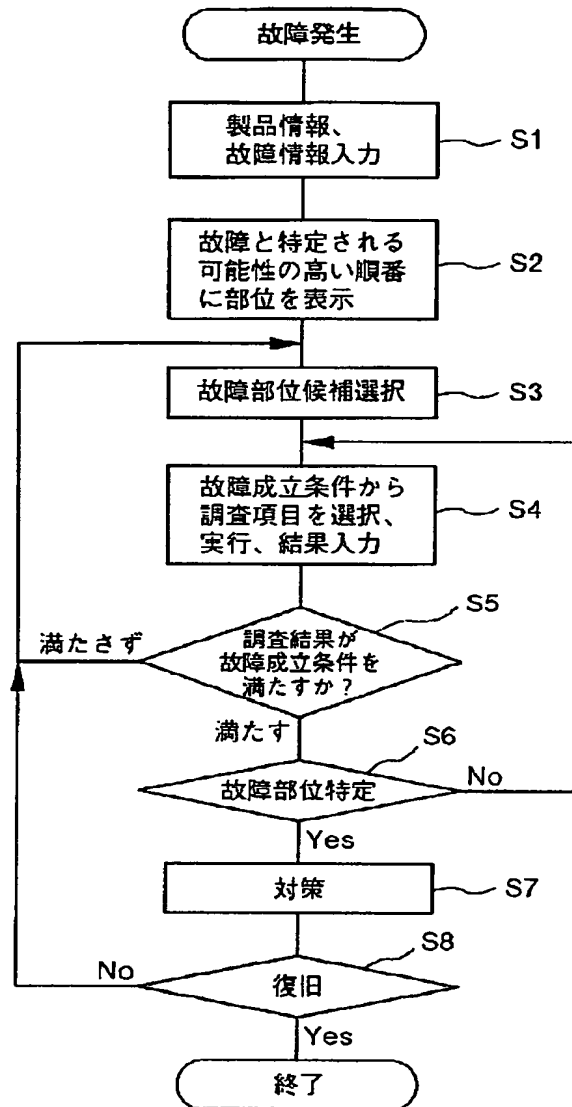 故障発生
製品情報、
故障情報入力
S1
故障と特定される
可能性の高い順番
に部位を表示
S2
故障部位候補選択
S3
故障成立条件から
調査項目を選択、
実行、結果入力
S4
S5
満たさず
調査結果が
故障成立条件を
満たすか?
満たす
S6
故障部位特定
No
Yes
対策
S7
S8
No
復旧
Yes
終了